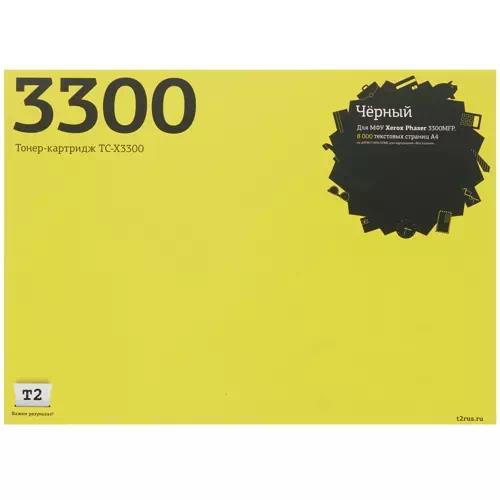 3300
Тонер-картридж TC-X3300
Чёрный
Для МФУ Xerox Phaser 3300MFP.
8 000 текстовых страниц А4
T2
Важен результат!
t2rus.ru